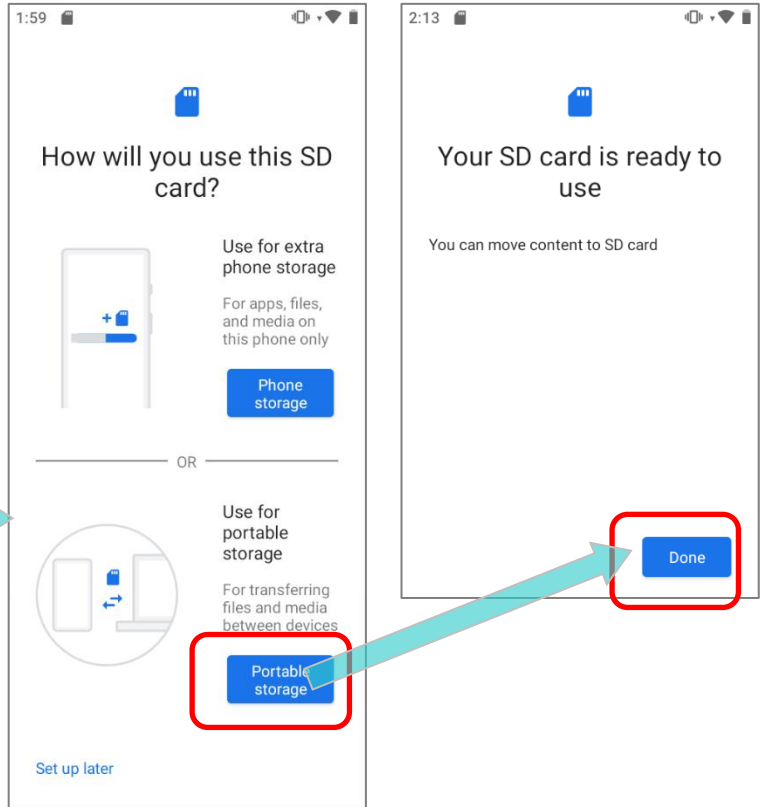 1:59
How will you use this SD
card?
Use for extra
phone storage
For apps, files,
and media on
this phone only
Phone
storage
OR
Use for
portable
storage
For transferring
files and media
between devices
Portable
storage
Set up later
2:13
Your SD card is ready to
use
You can move content to SD card
Done